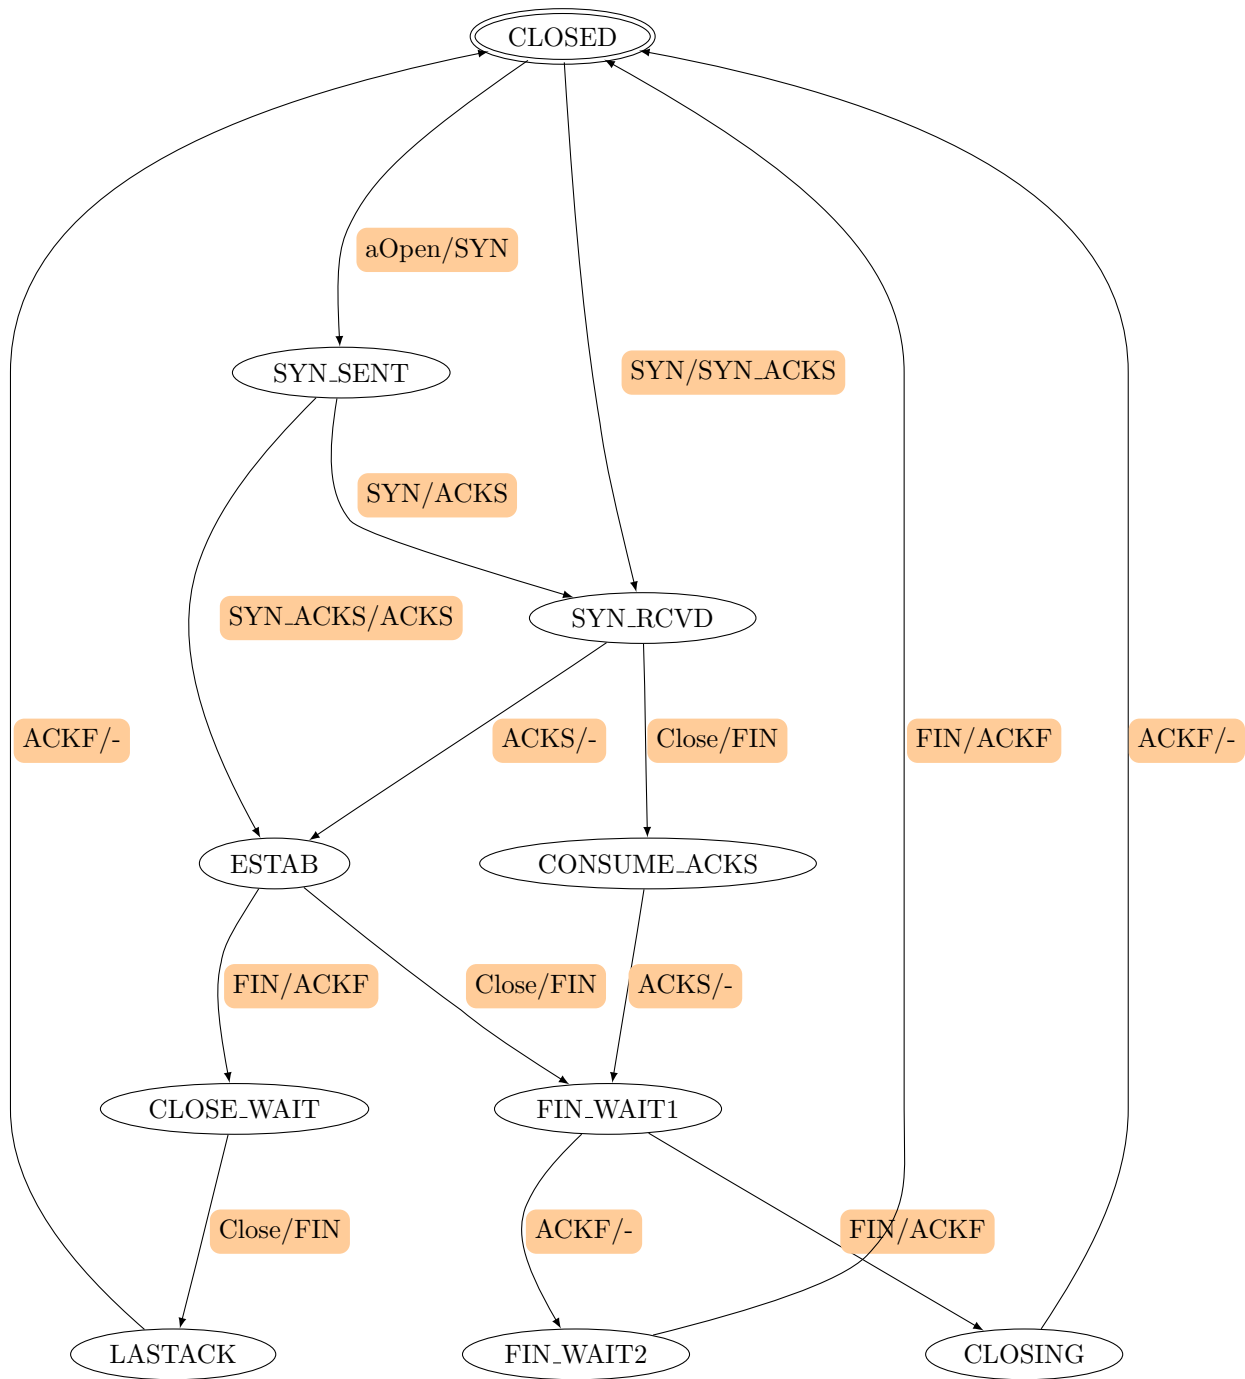 CLOSED
aOpen/SYN
SYN_SENT
SYN/SYN_ACKS
SYN/ACKS
SYN_ACKS/ACKS
SYN_RCVD
ACKF/-
ACKS/-
Close/FIN
FIN/ACKF
ACKF/-
ESTAB
CONSUME_ACKS
FIN/ACKF
Close/FIN
ACKS/-
CLOSE_WAIT
FIN_WAIT1
Close/FIN
ACKF/-
FIN/ACKF
LASTACK
FIN_WAIT2
CLOSING